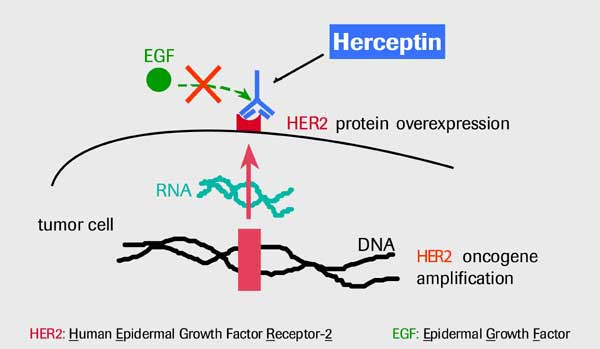 Herceptin
EGF
HER2 protein overexpression
RNA
tumor cell
DNA
HER2 oncogene
amplification
HER2: Human Epidermal Growth Factor Receptor-2
EGF: Epidermal Growth Factor